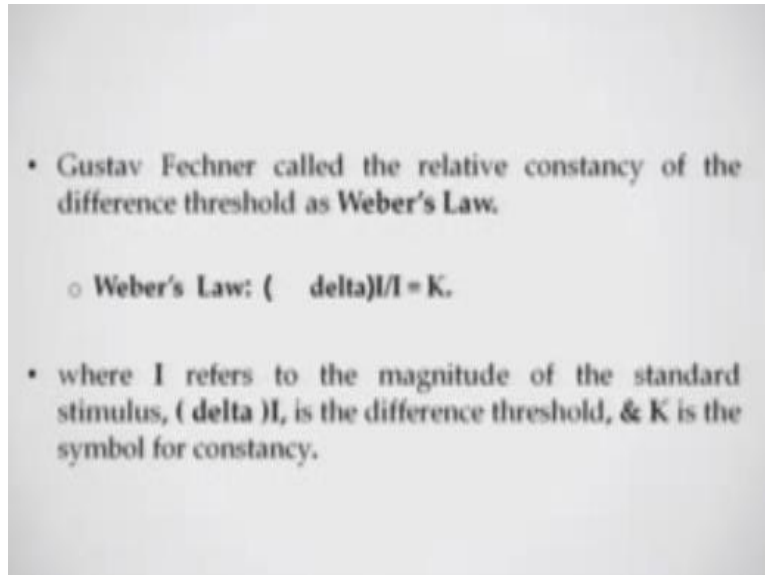 • Gustav Fechner called the relative constancy of the
difference threshold as Weber's Law.
o Weber's Law: ( delta)I/I = K.
• where I refers to the magnitude of the standard
stimulus, ( delta )I, is the difference threshold, & K is the
symbol for constancy.